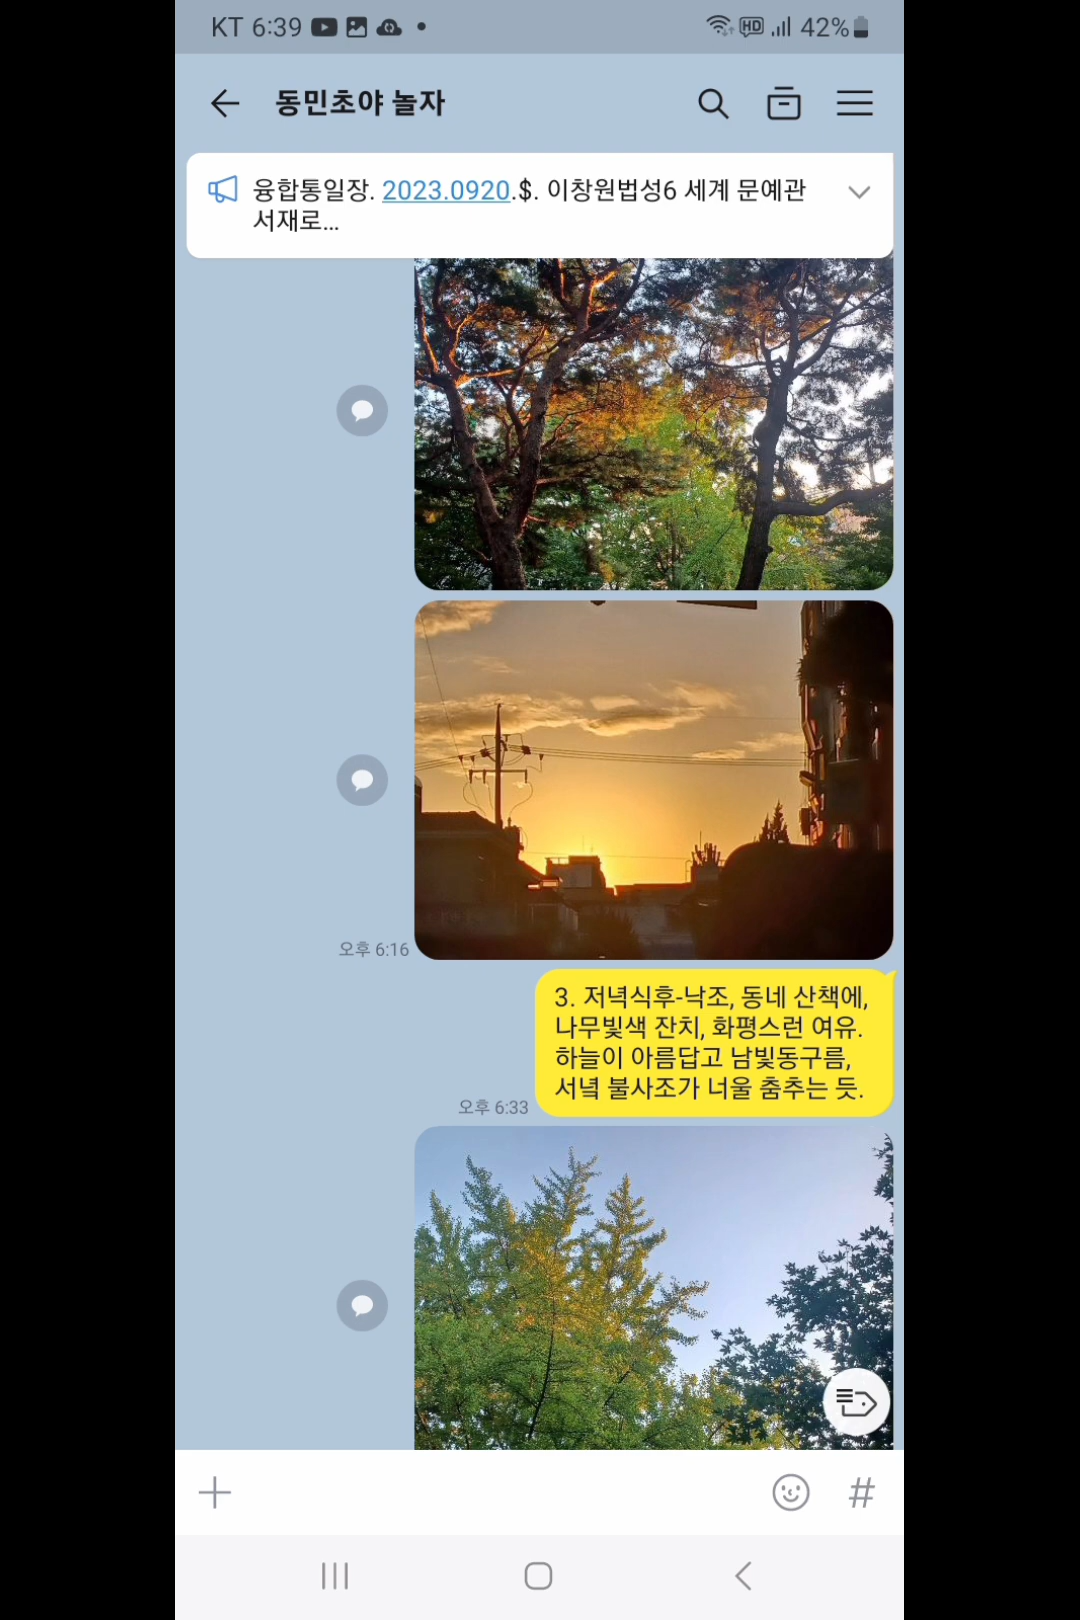 KT 6:39
HD 42%
동민초야 놀자
융합통일장. 2023.0920.$. 이창원법성6 세계 문예관
서재로...
오후 6:16
3. 저녁식후-낙조, 동네 산책에,
나무빛색 잔치, 화평스런 여유.
하늘이 아름답고 남빛동구름,
서녘 불사조가 너울 춤추는 듯.
오후 6:33
#